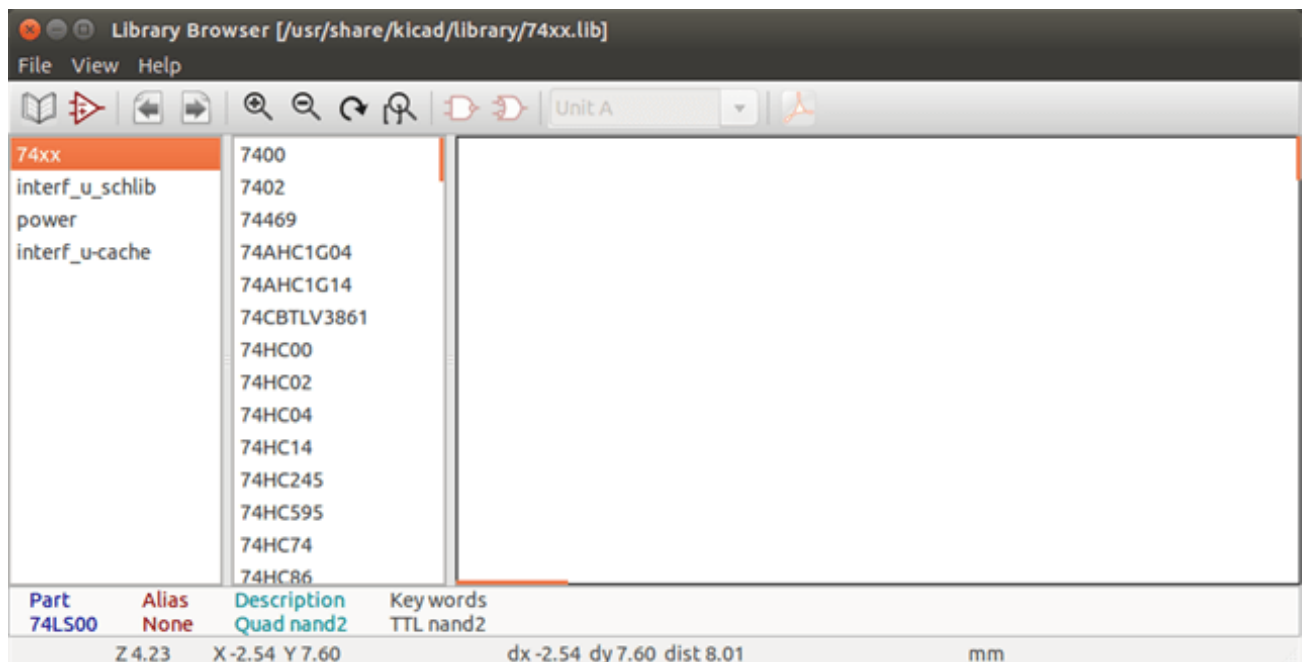 Library Browser [/usr/share/kicad/library/74xx.lib]
File View Help
Unit A
74xx
interf_u_schlib
power
interf_u-cache
7400
7402
74469
74AHC1G04
74AHC1G14
74CBTLV3861
74HC00
74HC02
74HC04
74HC14
74HC245
74HC595
74HC74
74HC86
Part Alias Description Key words
74LS00 None Quad nand2 TTL nand2
Z 4.23 X -2.54 Y 7.60 dx -2.54 dy 7.60 dist 8.01 mm